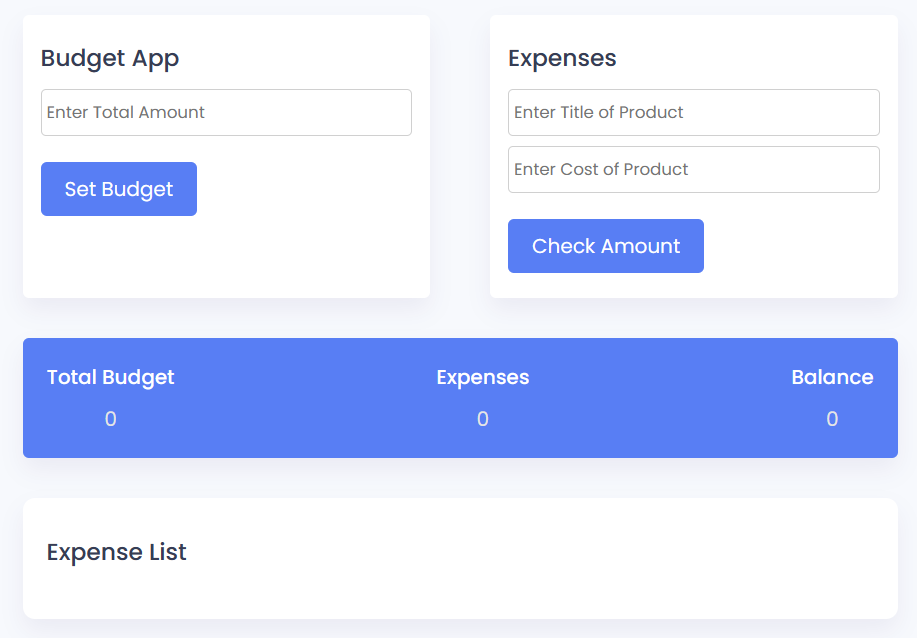 Budget App
Enter Total Amount
Set Budget
Expenses
Enter Title of Product
Enter Cost of Product
Check Amount
Total Budget
0
Expenses
0
Balance
0
Expense List